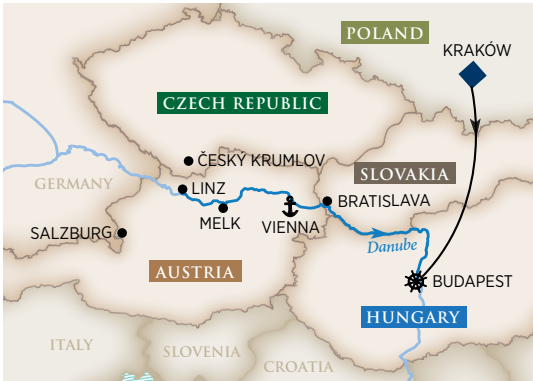 POLAND
KRAKÓW
CZECH REPUBLIC
ČESKÝ KRUMLOV
SLOVAKIA
GERMANY
LINZ
BRATISLAVA
MELK
VIENNA
SALZBURG
Danube
AUSTRIA
BUDAPEST
HUNGARY
ITALY
SLOVENIA
CROATIA